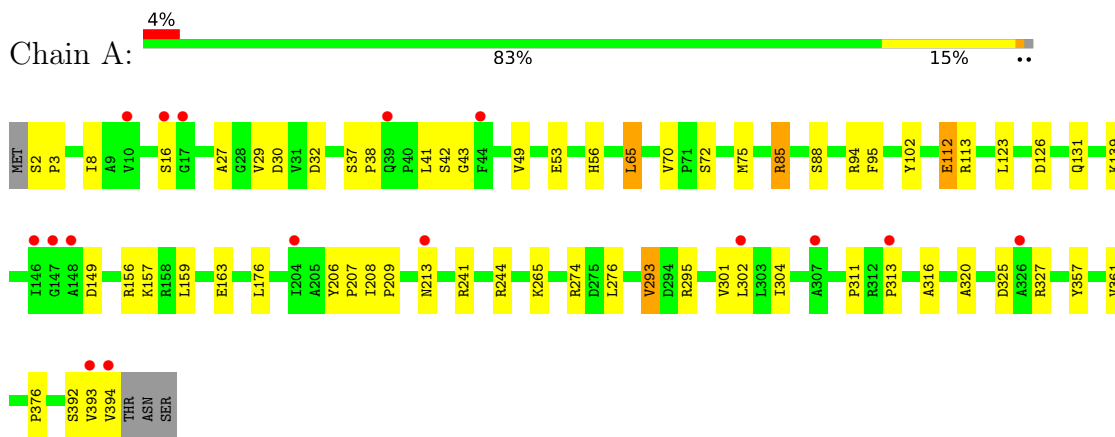 4%
Chain A:
83% 15% ..
MET S2 P3 I8 A9 V10 S16 G17 A27 G28 V29 D30 V31 D32 S37 P38 Q39 P40 L41 S42 G43 F44 V49 E53 H56 L65 V70 P71 S72 M75 R85 S88 R94 F95 Y102 E112 R113 L123 D126 Q131 K139
I146 G147 A148 D149 R156 K157 R158 L159 E163 L176 I204 A205 Y206 P207 I208 P209 N213 R241 R244 K265 R274 D275 L276 V293 D294 R295 V301 L302 L303 I304 A307 P311 R312 P313 A316 A320 D325 A326 R327 Y357 V361
P376 S392 V393 V394 THR ASN SER